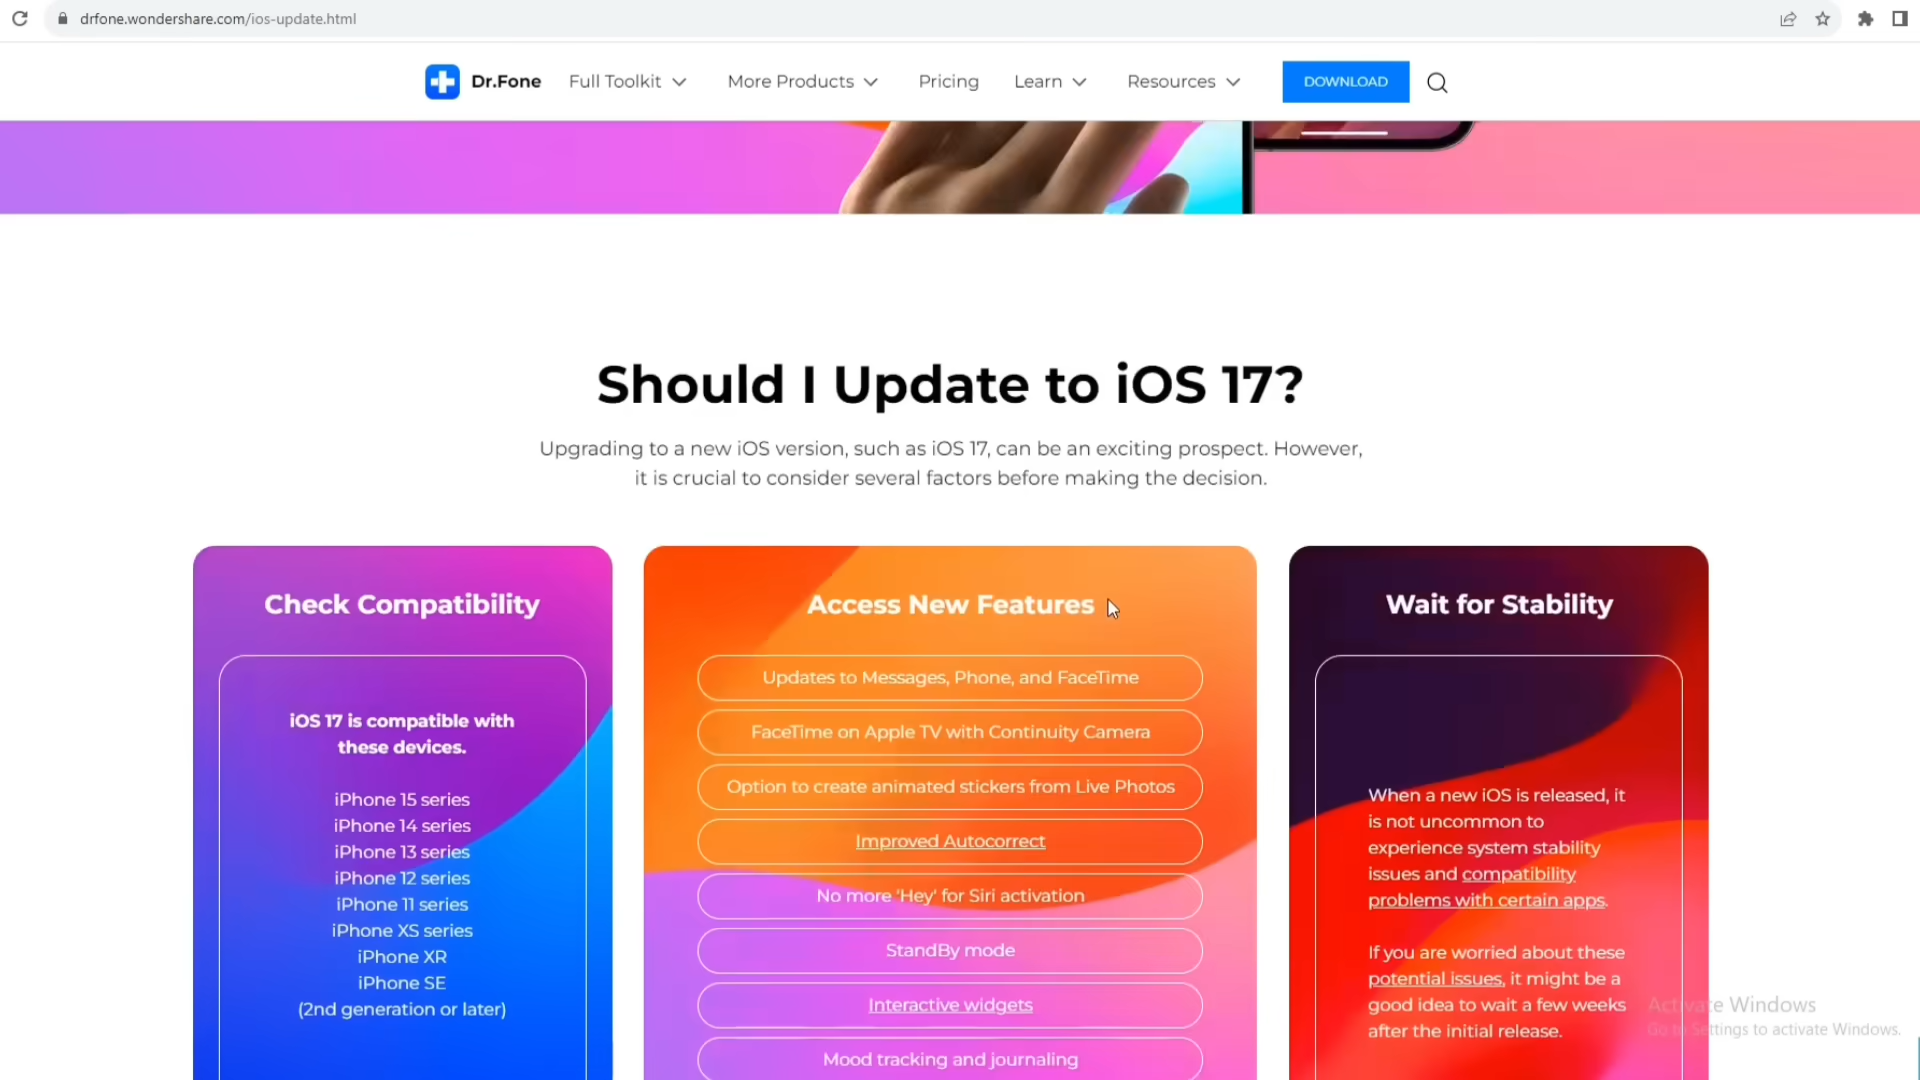 drfone.wondershare.com/ios-update.html
Dr.Fone
Full Toolkit
More Products
Pricing
Learn
Resources
DOWNLOAD
Should I Update to iOS 17?
Upgrading to a new iOS version, such as iOS 17, can be an exciting prospect. However,
it is crucial to consider several factors before making the decision.
Check Compatibility
iOS 17 is compatible with
these devices.
iPhone 15 series
iPhone 14 series
iPhone 13 series
iPhone 12 series
iPhone 11 series
iPhone XS series
iPhone XR
iPhone SE
(2nd generation or later)
Access New Features
Updates to Messages, Phone, and FaceTime
FaceTime on Apple TV with Continuity Camera
Option to create animated stickers from Live Photos
Improved Autocorrect
No more 'Hey' for Siri activation
StandBy mode
Interactive widgets
Mood tracking and journaling
Wait for Stability
When a new iOS is released, it
is not uncommon to
experience system stability
issues and compatibility
problems with certain apps.
If you are worried about these
potential issues, it might be a
good idea to wait a few weeks
after the initial release.
Activate Windows
Go to Settings to activate Windows.